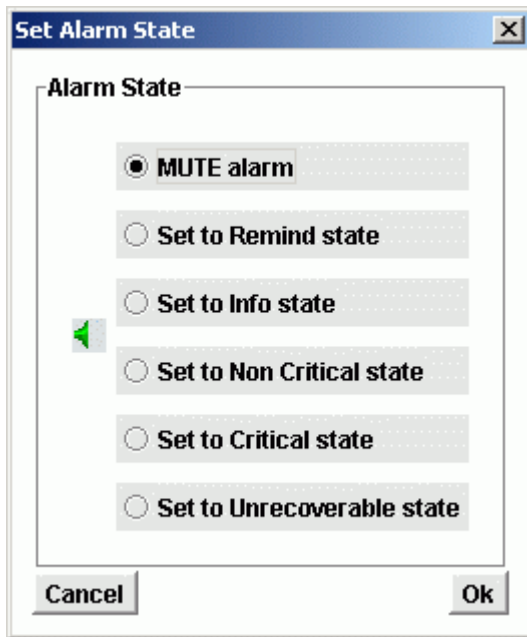 Set Alarm State
Alarm State
MUTE alarm
Set to Remind state
Set to Info state
Set to Non Critical state
Set to Critical state
Set to Unrecoverable state
Cancel
Ok